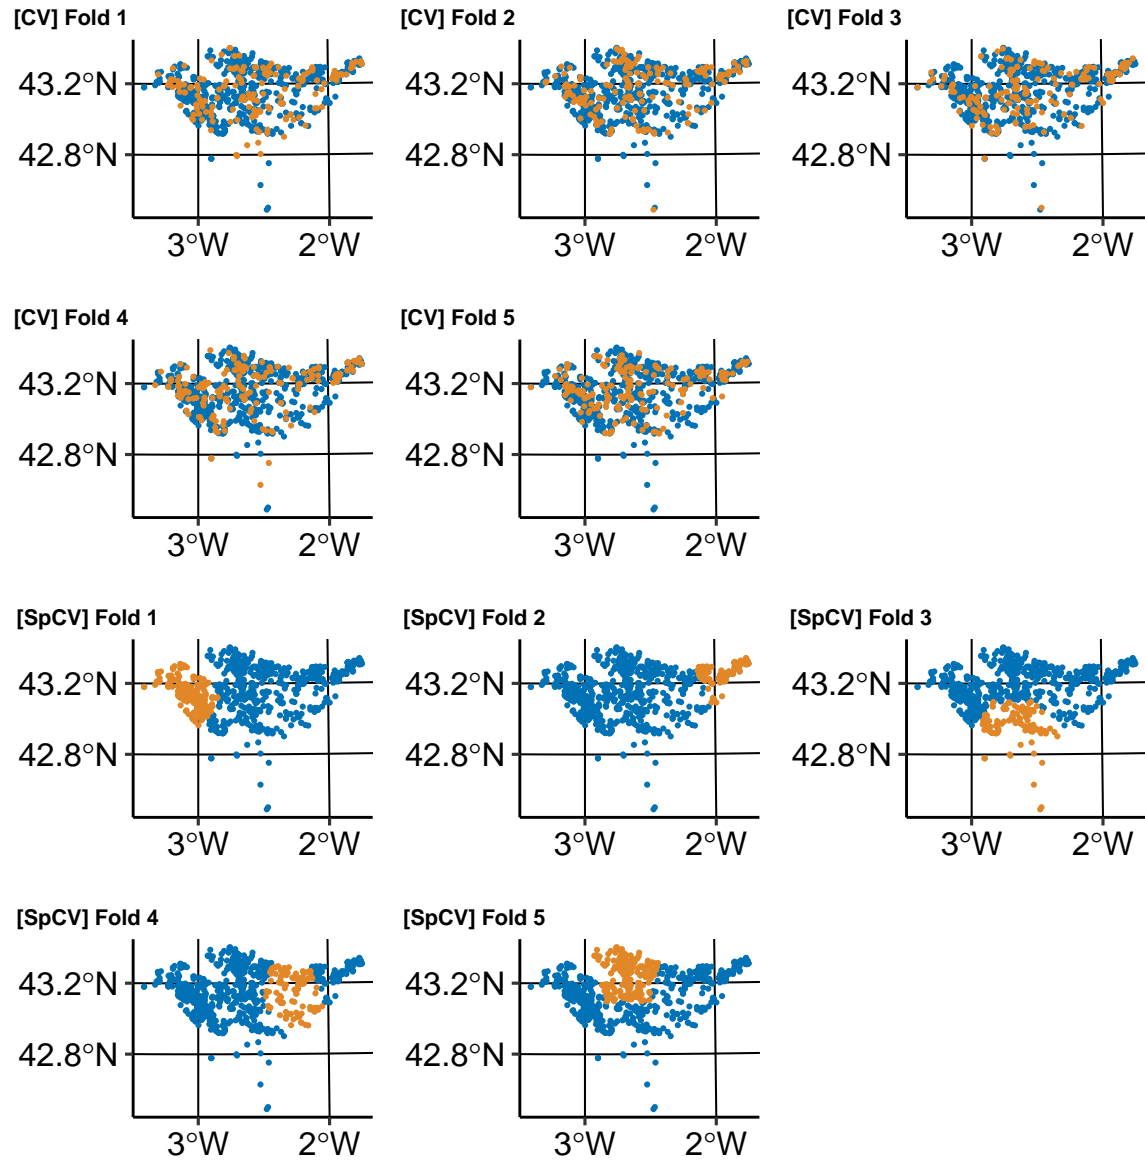 [CV] Fold 1
[CV] Fold 2
[CV] Fold 3
43.2°N
43.2°N
43.2°N
42.8°N
42.8°N
42.8°N
3°W
2°W
3°W
2°W
3°W
2°W
[CV] Fold 4
[CV] Fold 5
43.2°N
43.2°N
42.8°N
42.8°N
3°W
2°W
3°W
2°W
[SpCV] Fold 1
[SpCV] Fold 2
[SpCV] Fold 3
43.2°N
43.2°N
43.2°N
42.8°N
42.8°N
42.8°N
3°W
2°W
3°W
2°W
3°W
2°W
[SpCV] Fold 4
[SpCV] Fold 5
43.2°N
43.2°N
42.8°N
42.8°N
3°W
2°W
3°W
2°W